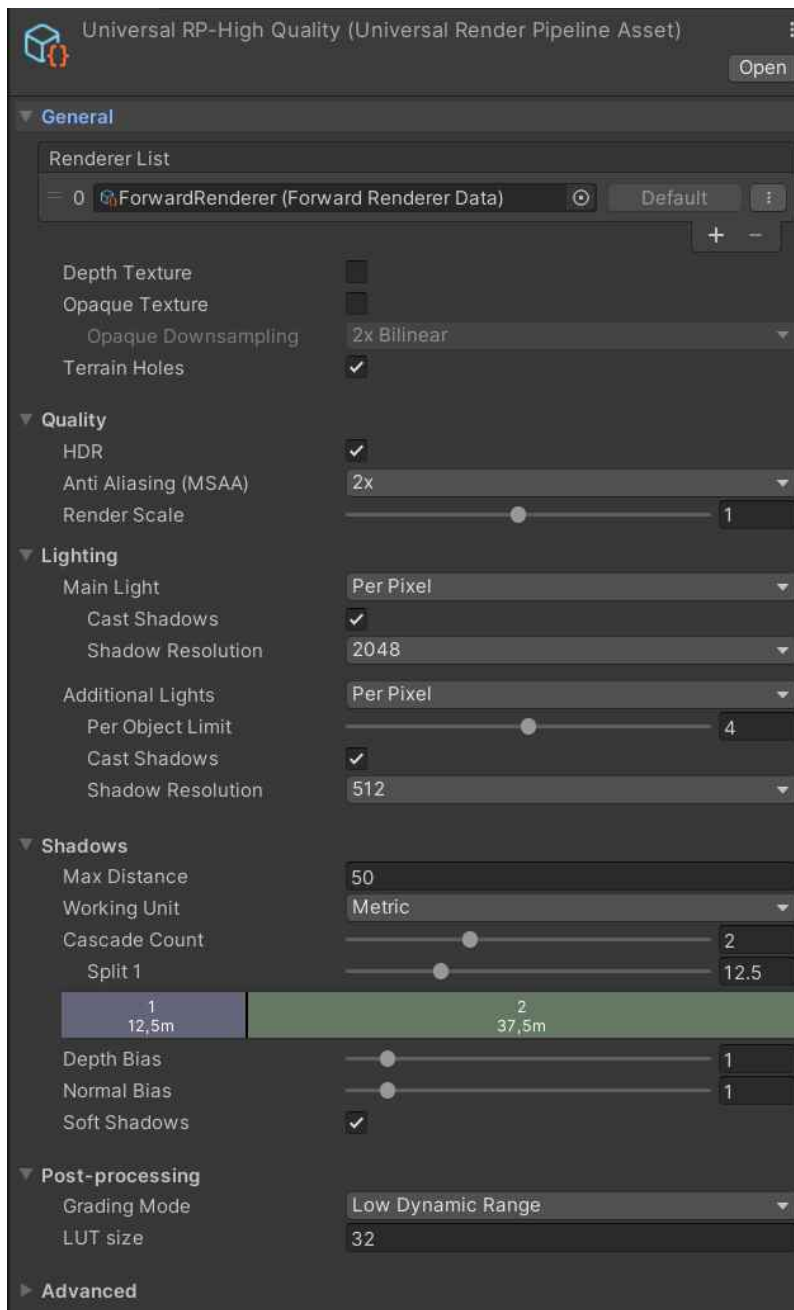 Universal RP-High Quality (Universal Render Pipeline Asset)
Open
General
Renderer List
0 ForwardRenderer (Forward Renderer Data) Default
+ −
Depth Texture
Opaque Texture
Opaque Downsampling 2x Bilinear
Terrain Holes
Quality
HDR
Anti Aliasing (MSAA) 2x
Render Scale 1
Lighting
Main Light Per Pixel
Cast Shadows
Shadow Resolution 2048
Additional Lights Per Pixel
Per Object Limit 4
Cast Shadows
Shadow Resolution 512
Shadows
Max Distance 50
Working Unit Metric
Cascade Count 2
Split 1 12.5
1 2
12,5m 37,5m
Depth Bias 1
Normal Bias 1
Soft Shadows
Post-processing
Grading Mode Low Dynamic Range
LUT size 32
Advanced